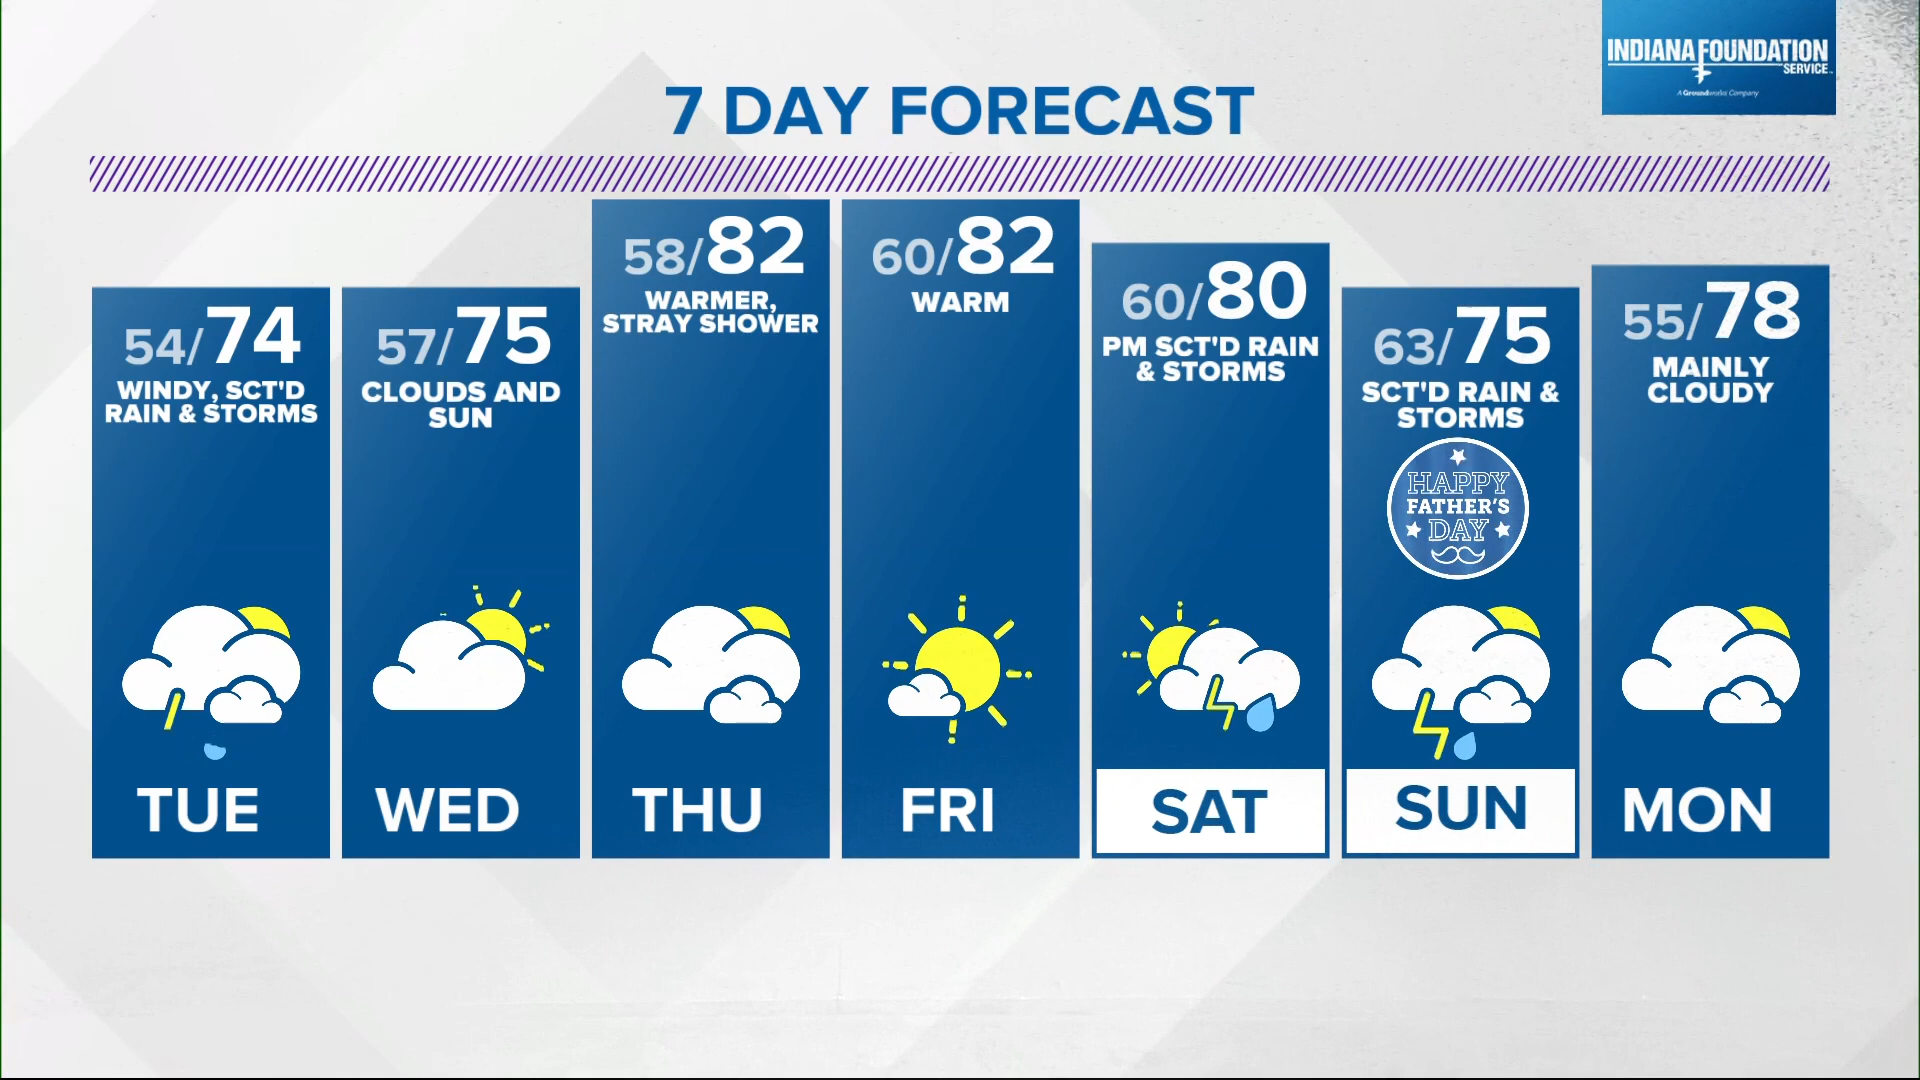 INDIANA FOUNDATION
SERVICE
A Groundworks Company
7 DAY FORECAST
54/74
WINDY, SCT'D
RAIN & STORMS
TUE
57/75
CLOUDS AND
SUN
WED
58/82
WARMER,
STRAY SHOWER
THU
60/82
WARM
FRI
60/80
PM SCT'D RAIN
& STORMS
SAT
63/75
SCT'D RAIN &
STORMS
HAPPY
FATHER'S
DAY
SUN
55/78
MAINLY
CLOUDY
MON